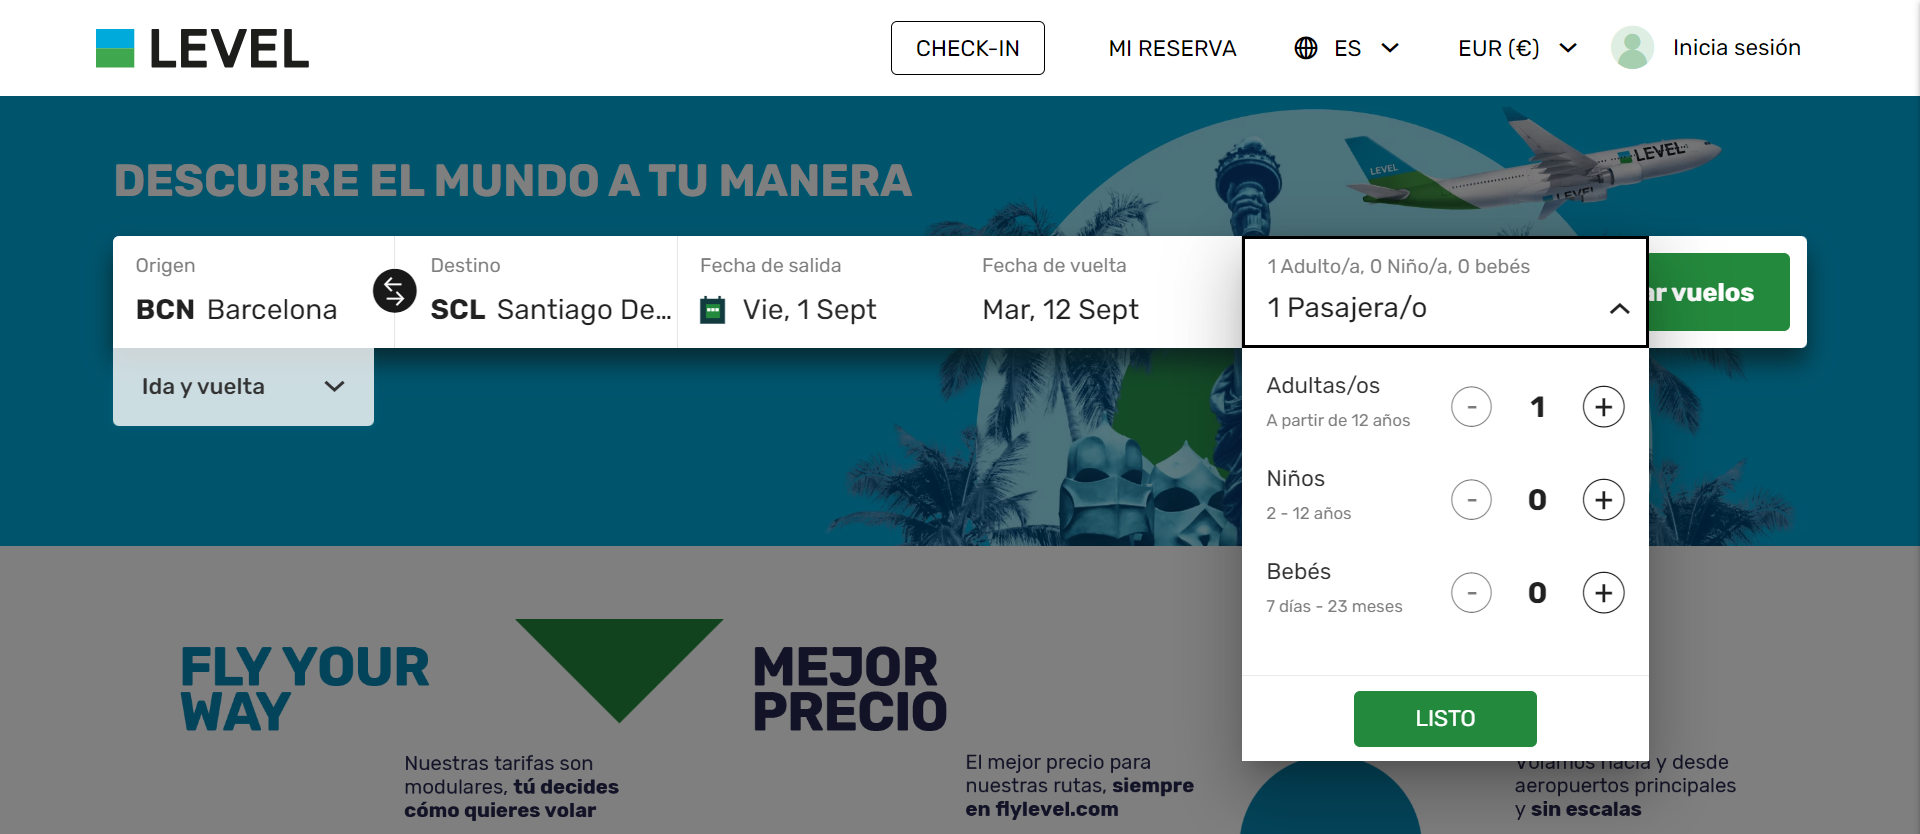 LEVEL
CHECK-IN
MI RESERVA
ES
EUR (€)
Inicia sesión
DESCUBRE EL MUNDO A TU MANERA
LEVEL
LEVEL
LEVEL
Origen
BCN Barcelona
Destino
SCL Santiago De...
Fecha de salida
Vie, 1 Sept
Fecha de vuelta
Mar, 12 Sept
1 Adulto/a, 0 Niño/a, 0 bebés
1 Pasajera/o
ar vuelos
Ida y vuelta
Adultas/os
A partir de 12 años
- 1 +
Niños
2 - 12 años
- 0 +
Bebés
7 días - 23 meses
- 0 +
LISTO
FLY YOUR
WAY
Nuestras tarifas son
modulares, tú decides
cómo quieres volar
MEJOR
PRECIO
El mejor precio para
nuestras rutas, siempre
en flylevel.com
Volamos hacia y desde
aeropuertos principales
y sin escalas